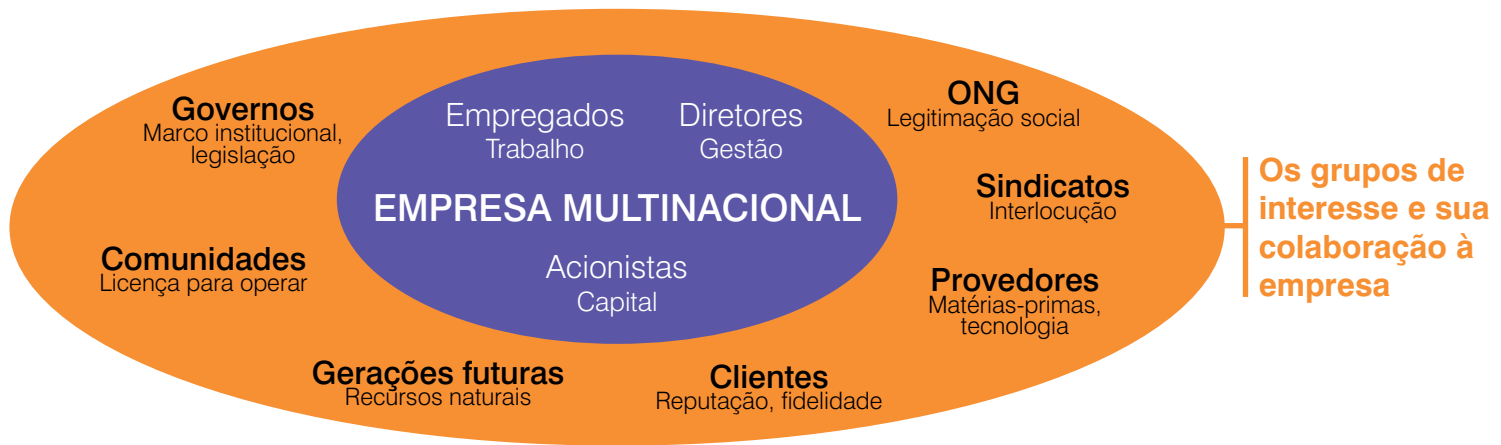 Governos
Marco institucional,
legislação
Empregados
Trabalho
Diretores
Gestão
ONG
Legitimação social
EMPRESA MULTINACIONAL
Sindicatos
Interlocução
Comunidades
Licença para operar
Acionistas
Capital
Provedores
Matérias-primas,
tecnologia
Gerações futuras
Recursos naturais
Clientes
Reputação, fidelidade
Os grupos de
interesse e sua
colaboração à
empresa